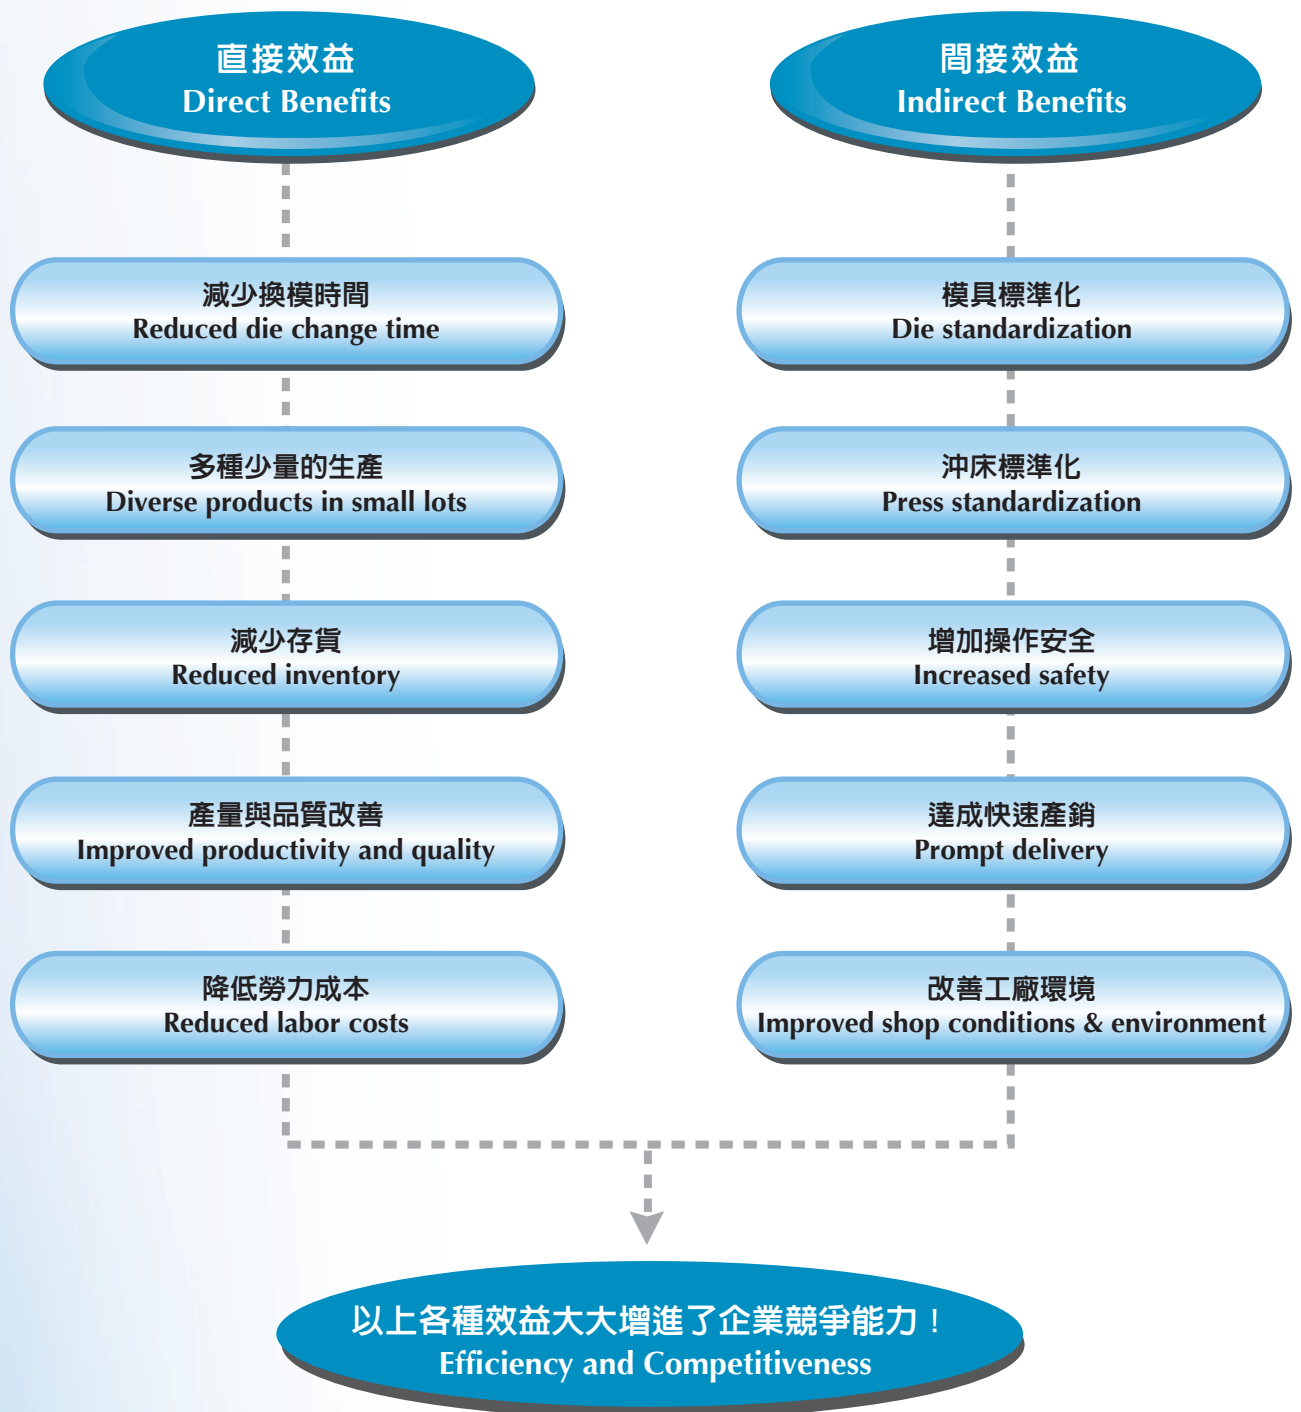 直接效益
Direct Benefits
減少換模時間
Reduced die change time
多種少量的生產
Diverse products in small lots
減少存貨
Reduced inventory
產量與品質改善
Improved productivity and quality
降低勞力成本
Reduced labor costs
間接效益
Indirect Benefits
模具標準化
Die standardization
沖床標準化
Press standardization
增加操作安全
Increased safety
達成快速產銷
Prompt delivery
改善工廠環境
Improved shop conditions & environment
以上各種效益大大增進了企業競爭能力！
Efficiency and Competitiveness